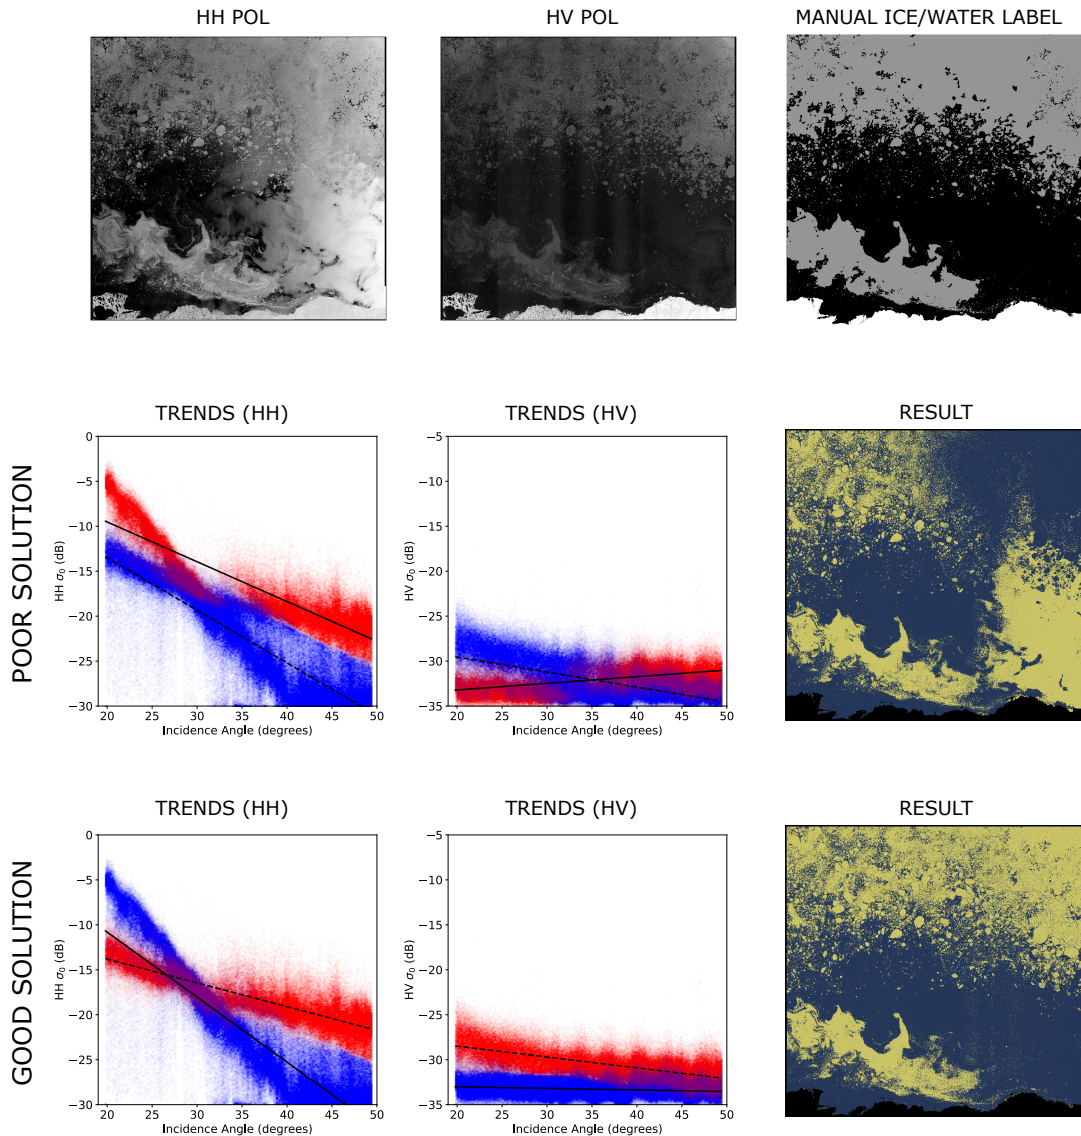 HH POL
HV POL
MANUAL ICE/WATER LABEL
POOR SOLUTION
TRENDS (HH)
0
−5
−10
−15
−20
−25
−30
HH σ₀ (dB)
20 25 30 35 40 45 50
Incidence Angle (degrees)
TRENDS (HV)
−5
−10
−15
−20
−25
−30
−35
HV σ₀ (dB)
20 25 30 35 40 45 50
Incidence Angle (degrees)
RESULT
GOOD SOLUTION
TRENDS (HH)
0
−5
−10
−15
−20
−25
−30
HH σ₀ (dB)
20 25 30 35 40 45 50
Incidence Angle (degrees)
TRENDS (HV)
−5
−10
−15
−20
−25
−30
−35
HV σ₀ (dB)
20 25 30 35 40 45 50
Incidence Angle (degrees)
RESULT